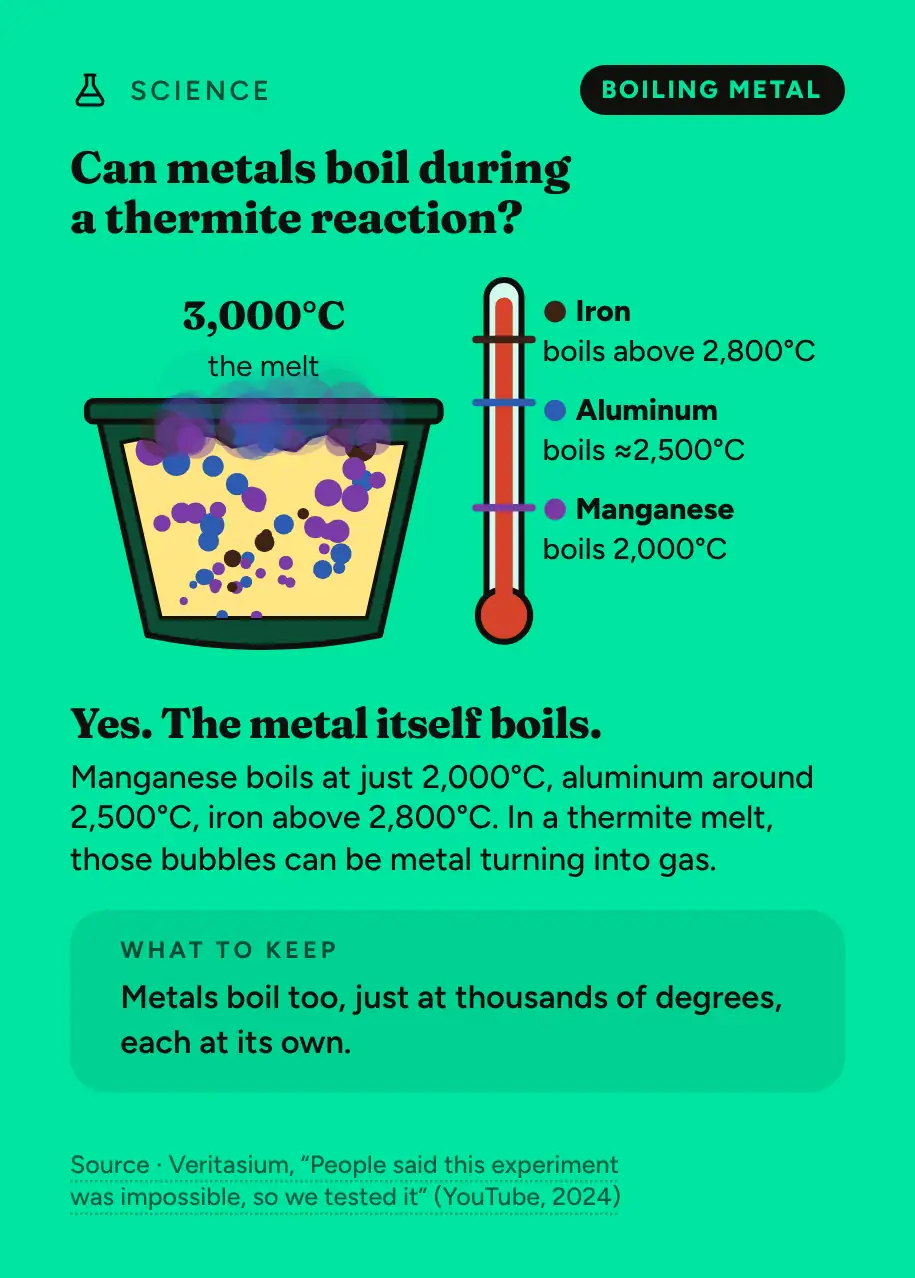 SCIENCE
BOILING METAL
Can metals boil during
a thermite reaction?
3,000°C
the melt
Iron
boils above 2,800°C
Aluminum
boils ≈2,500°C
Manganese
boils 2,000°C
Yes. The metal itself boils.
Manganese boils at just 2,000°C, aluminum around
2,500°C, iron above 2,800°C. In a thermite melt,
those bubbles can be metal turning into gas.
WHAT TO KEEP
Metals boil too, just at thousands of degrees,
each at its own.
Source · Veritasium, “People said this experiment
was impossible, so we tested it” (YouTube, 2024)